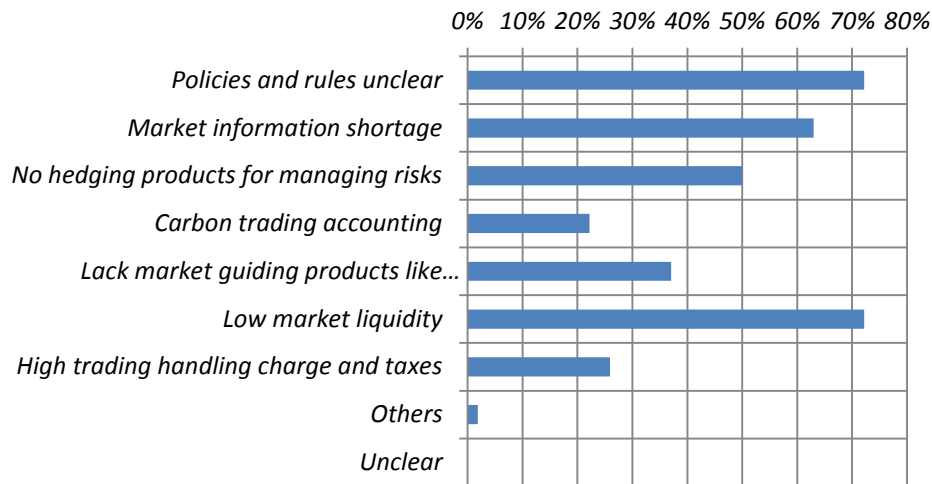 0% 10% 20% 30% 40% 50% 60% 70% 80%
Policies and rules unclear
Market information shortage
No hedging products for managing risks
Carbon trading accounting
Lack market guiding products like…
Low market liquidity
High trading handling charge and taxes
Others
Unclear